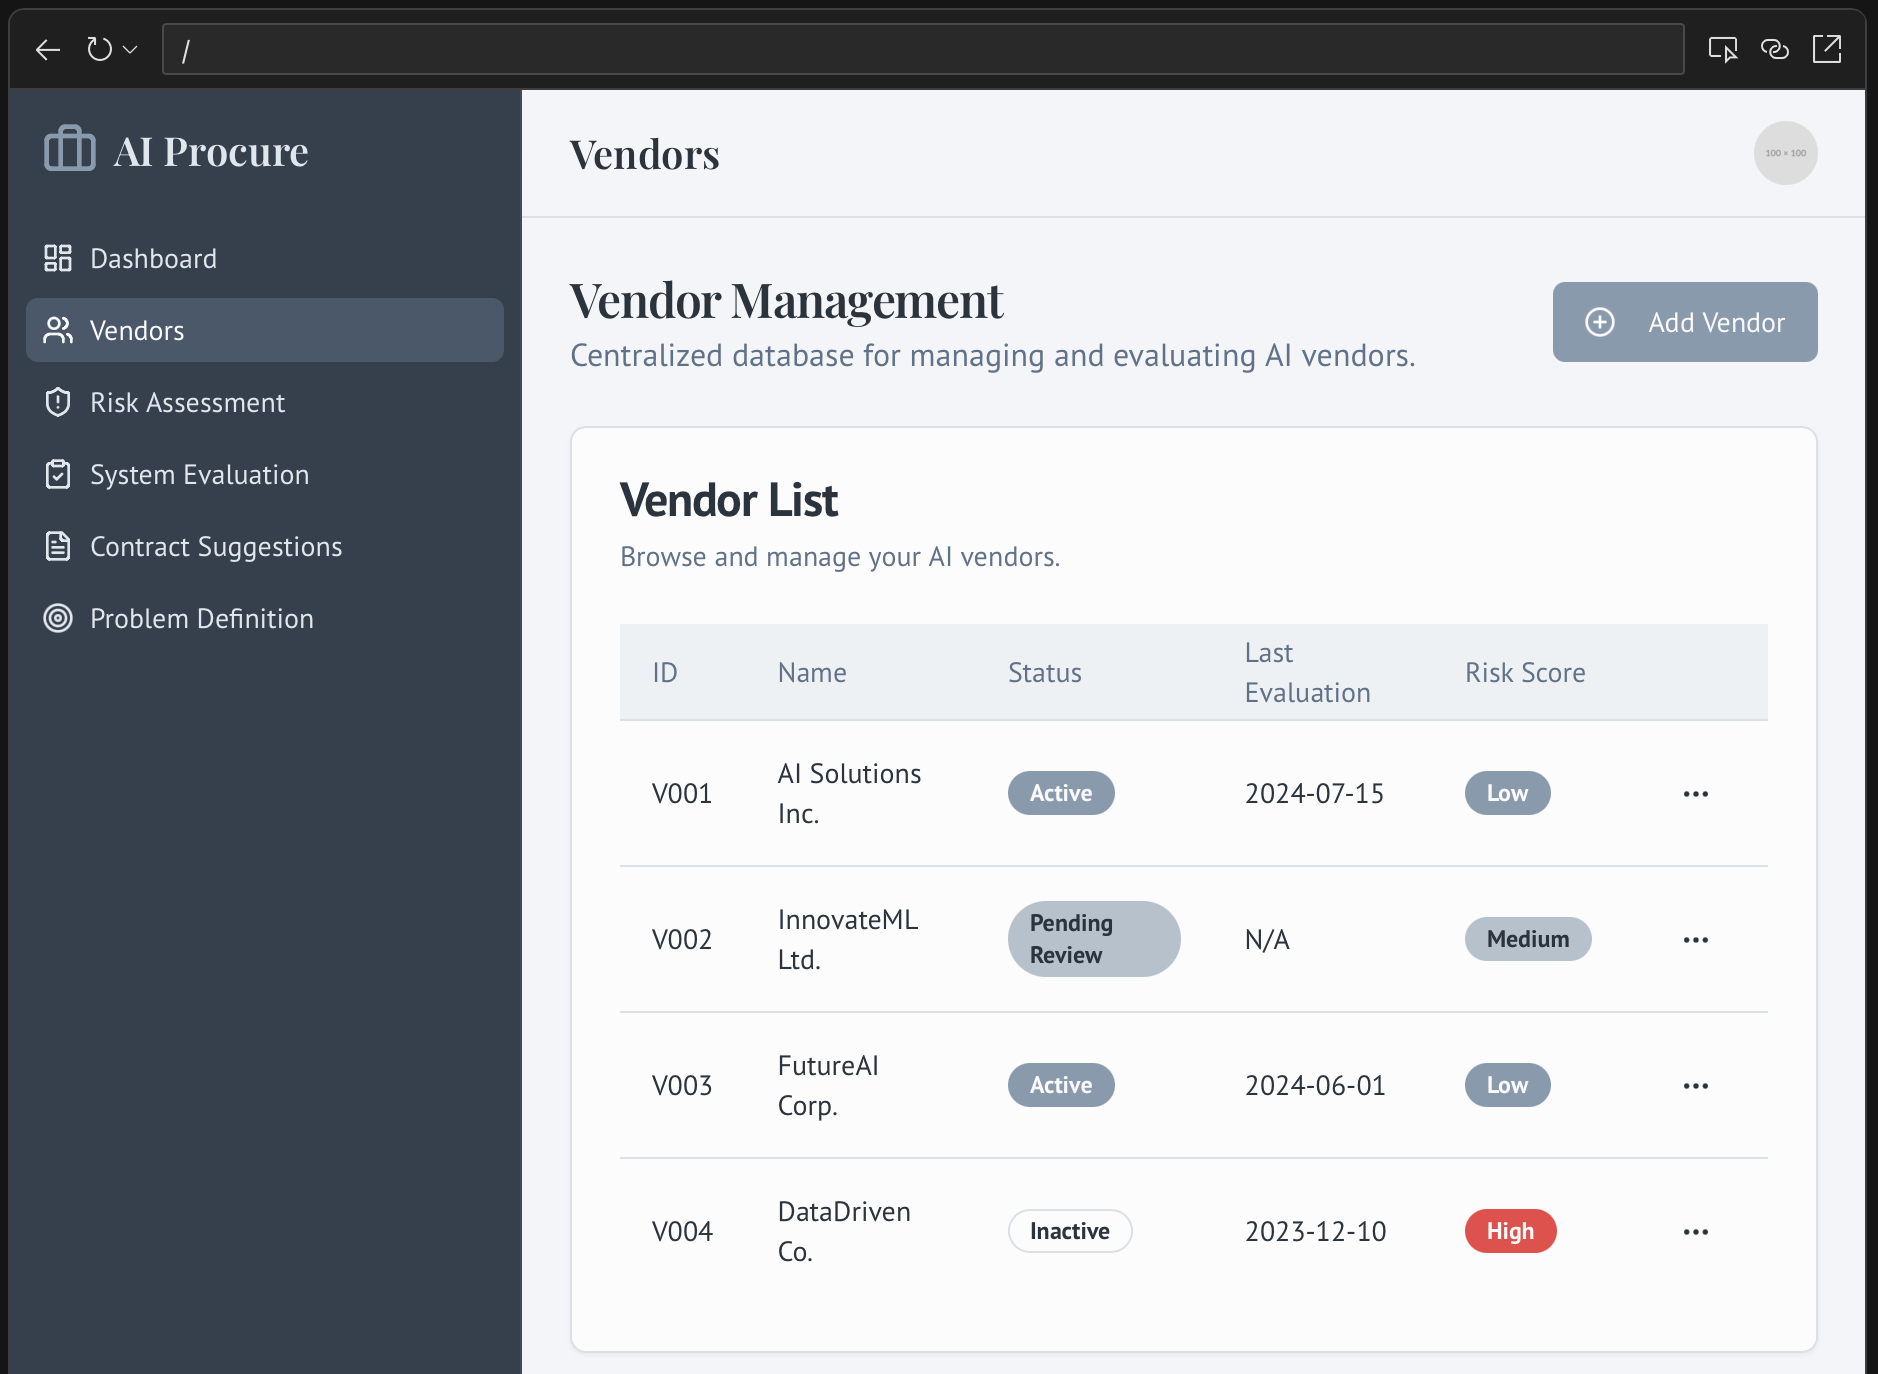 /
AI Procure
Dashboard
Vendors
Risk Assessment
System Evaluation
Contract Suggestions
Problem Definition
Vendors
100 × 100
Vendor Management
Centralized database for managing and evaluating AI vendors.
Add Vendor
Vendor List
Browse and manage your AI vendors.
ID Name Status Last Evaluation Risk Score
V001 AI Solutions Inc. Active 2024-07-15 Low
V002 InnovateML Ltd. Pending Review N/A Medium
V003 FutureAI Corp. Active 2024-06-01 Low
V004 DataDriven Co. Inactive 2023-12-10 High